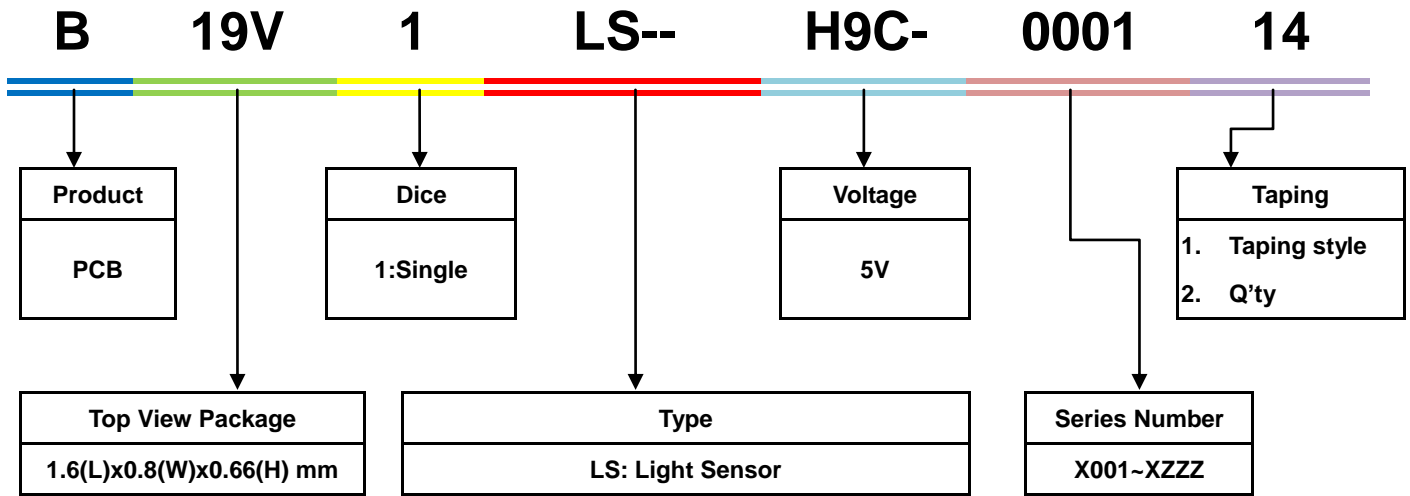 B 19V 1 LS-- H9C- 0001 14
Product
PCB
Dice
1:Single
Voltage
5V
Taping
1. Taping style
2. Q’ty
Top View Package
1.6(L)x0.8(W)x0.66(H) mm
Type
LS: Light Sensor
Series Number
X001~XZZZ